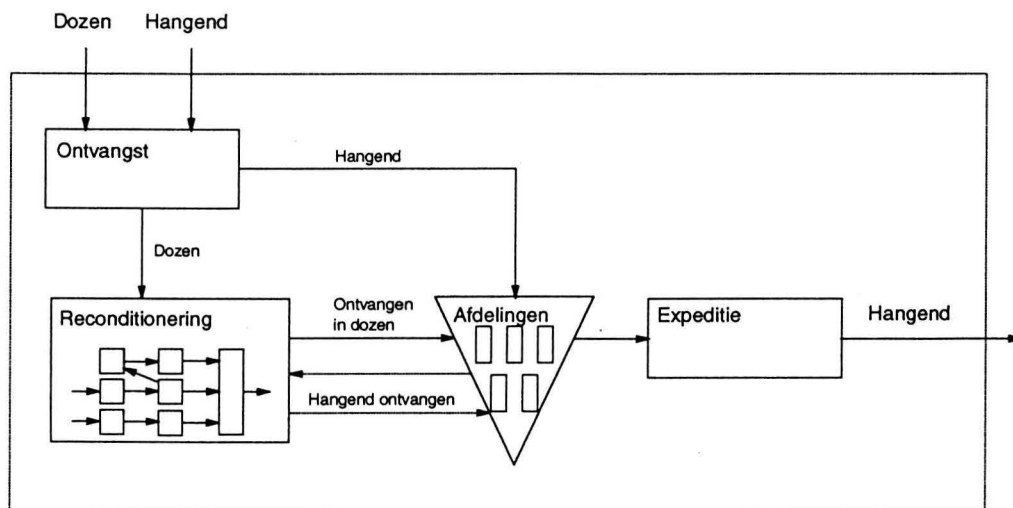 Dozen
Hangend
Ontvangst
Hangend
Dozen
Reconditionering
Ontvangen
in dozen
Afdelingen
Expeditie
Hangend
Hangend ontvangen